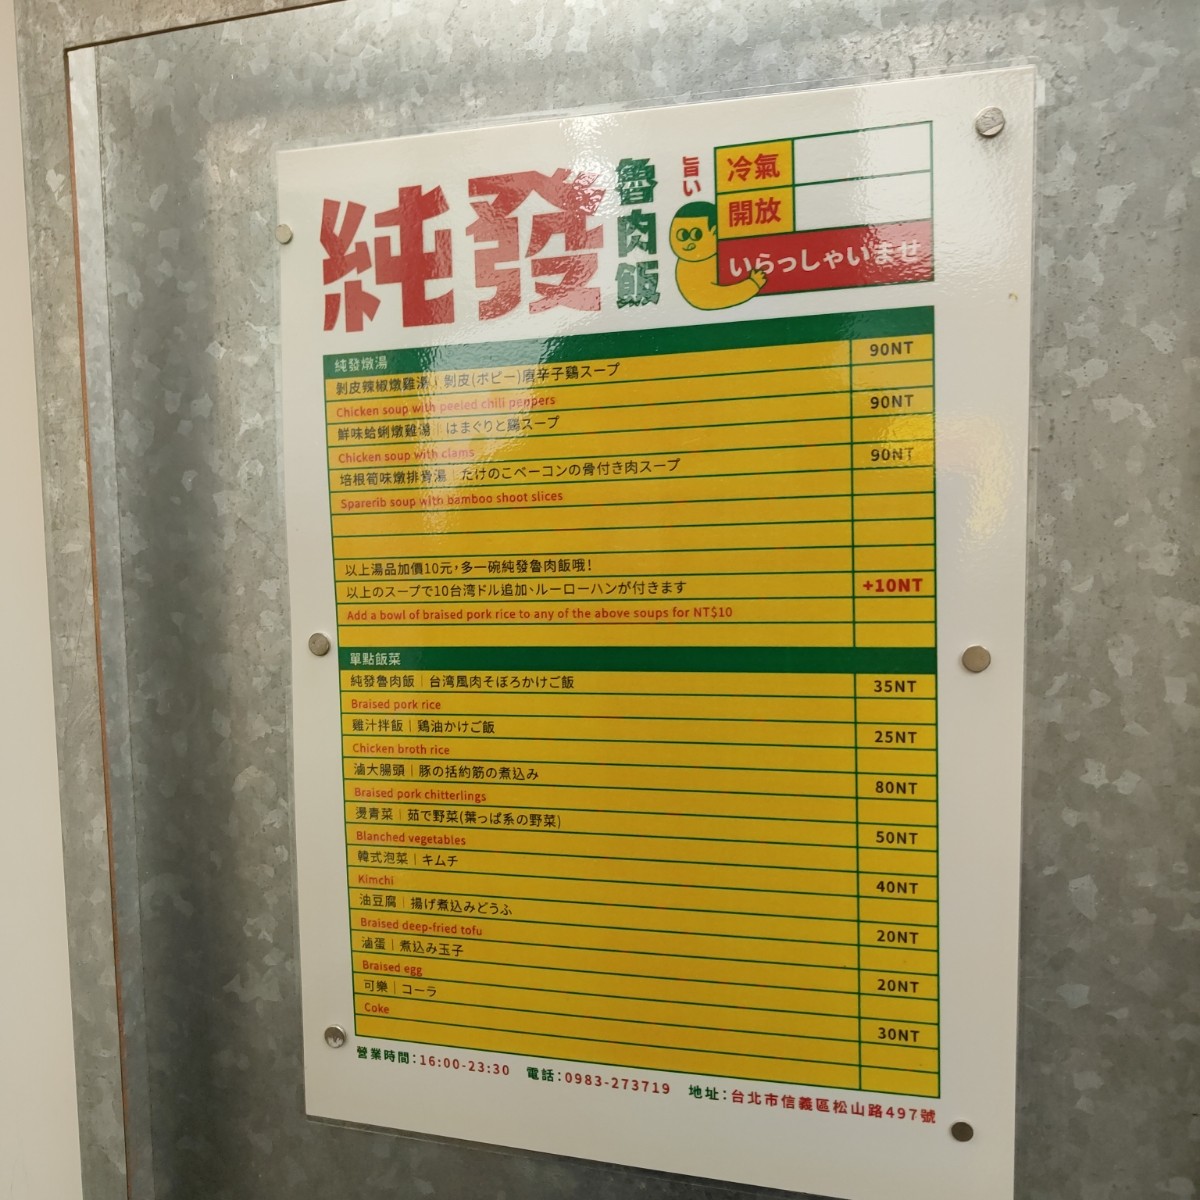 純發
魯肉飯
旨い
冷氣
開放
いらっしゃいませ
純發燉湯
剝皮辣椒燉雞湯｜剝皮(ポピー)唐辛子鶏スープ 90NT
Chicken soup with peeled chili peppers
鮮味蛤蜊燉雞湯｜はまぐりと鶏スープ 90NT
Chicken soup with clams
培根筍味燉排骨湯｜たけのこベーコンの骨付き肉スープ 90NT
Sparerib soup with bamboo shoot slices
以上湯品加價10元，多一碗純發魯肉飯哦！
以上のスープで10台湾ドル追加、ルーローハンが付きます +10NT
Add a bowl of braised pork rice to any of the above soups for NT$10
單點飯菜
純發魯肉飯｜台湾風肉そぼろかけご飯 35NT
Braised pork rice
雞汁拌飯｜鶏油かけご飯 25NT
Chicken broth rice
滷大腸頭｜豚の括約筋の煮込み 80NT
Braised pork chitterlings
燙青菜｜茹で野菜(葉っぱ系の野菜) 50NT
Blanched vegetables
韓式泡菜｜キムチ 40NT
Kimchi
油豆腐｜揚げ煮込みどうふ 20NT
Braised deep-fried tofu
滷蛋｜煮込み玉子 20NT
Braised egg
可樂｜コーラ 30NT
Coke
營業時間：16:00-23:30 電話：0983-273719 地址：台北市信義區松山路497號